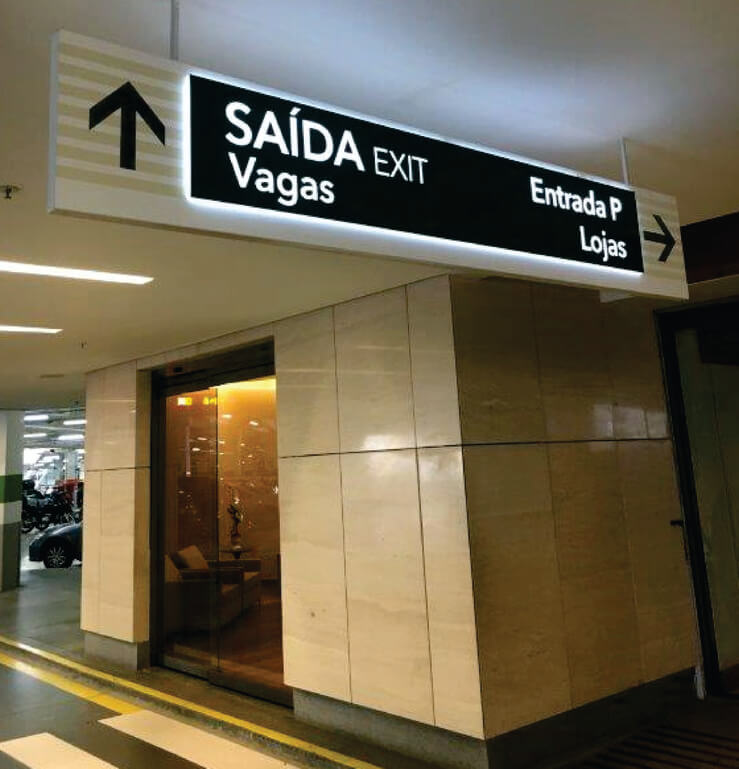 SAÍDA EXIT
Vagas
Entrada P
Lojas